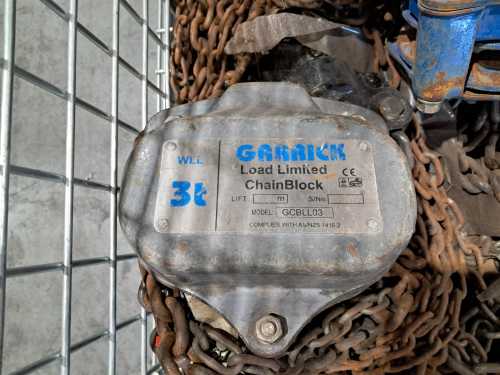 WLL
3t
GARRICK
Load Limited
ChainBlock
CE
LIFT m S/No.
MODEL: GCBLL03
COMPLIES WITH AS/NZS 1418.2